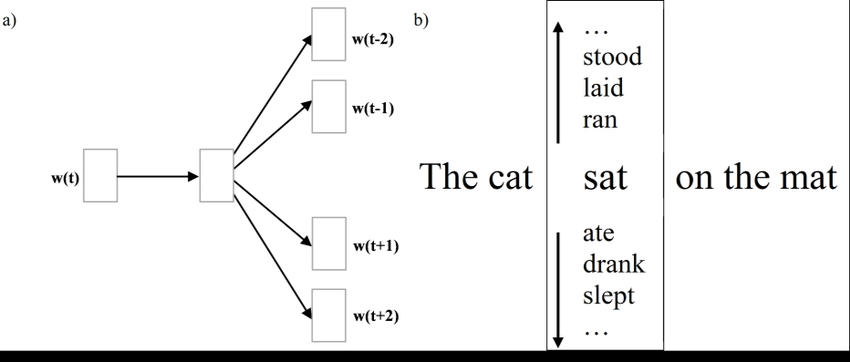 a)
w(t)
w(t-2)
w(t-1)
w(t+1)
w(t+2)
b)
...
stood
laid
ran
The cat sat on the mat
ate
drank
slept
...